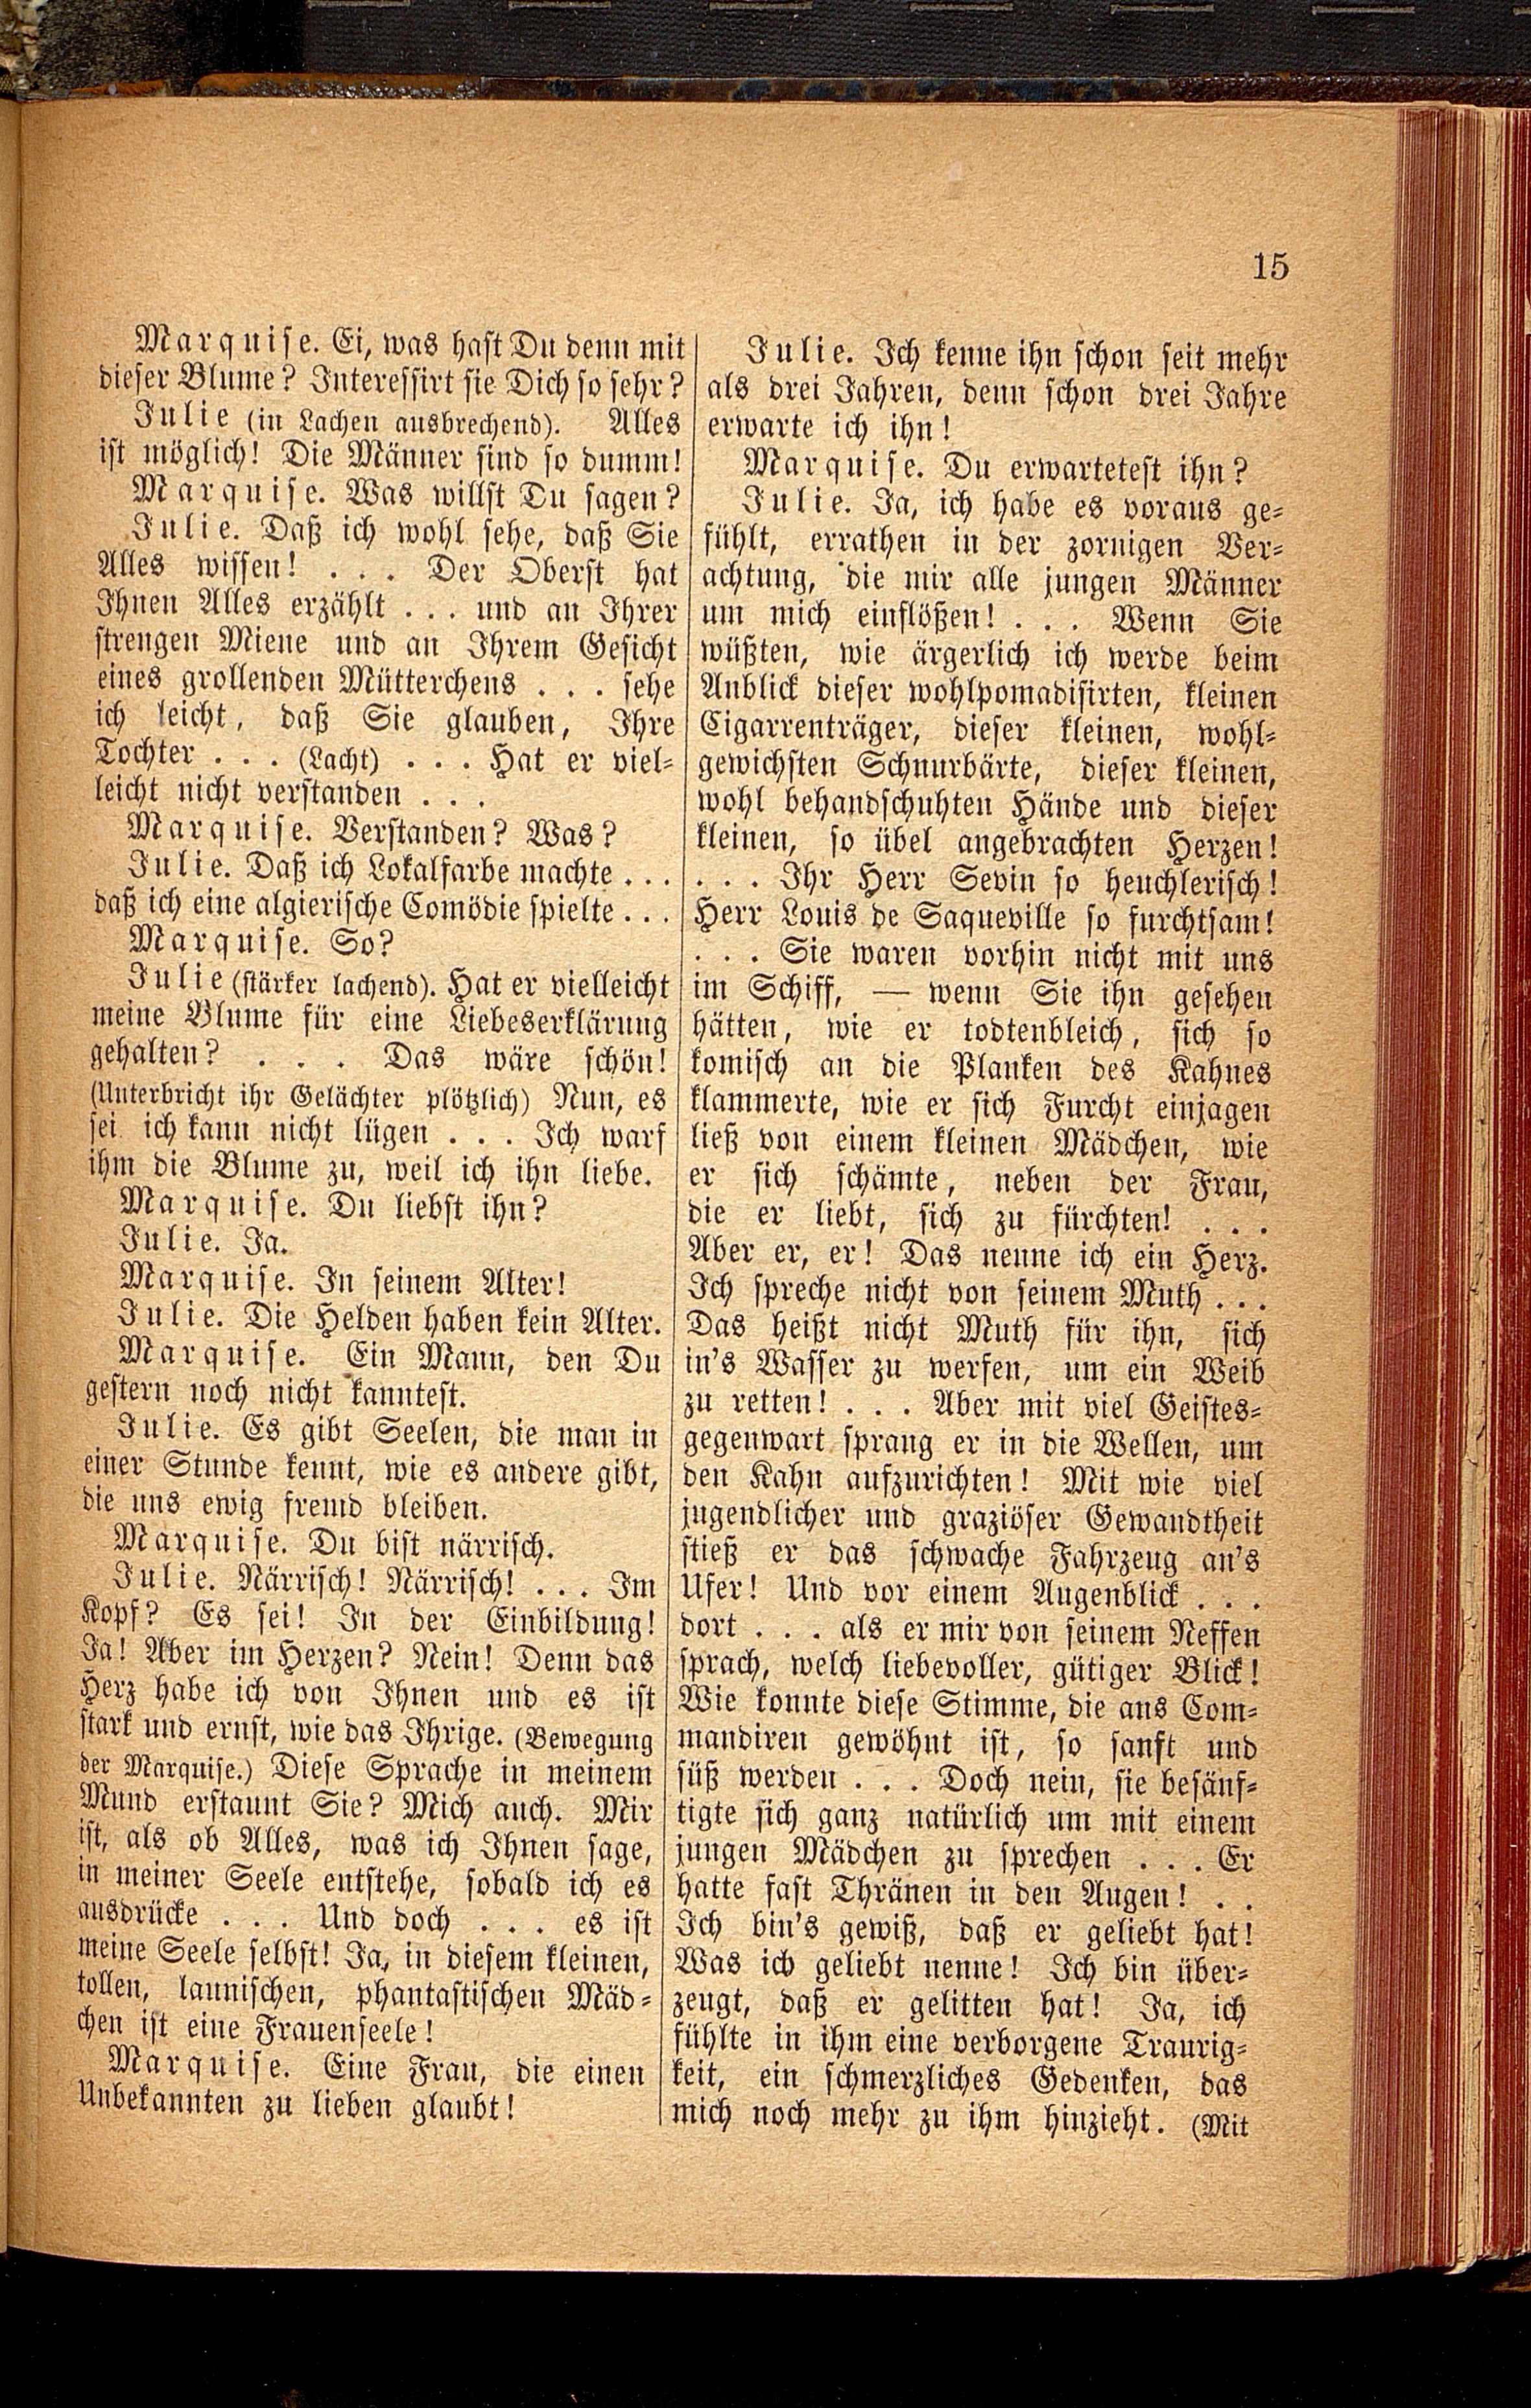 15
Marquise. Ei, was hast Du denn mit
dieser Blume? Interessirt sie Dich so sehr?
Julie (in Lachen ausbrechend). Alles
ist möglich! Die Männer sind so dumm!
Marquise. Was willst Du sagen?
Julie. Daß ich wohl sehe, daß Sie
Alles wissen! . . . Der Oberst hat
Ihnen Alles erzählt . . . und an Ihrer
strengen Miene und an Ihrem Gesicht
eines grollenden Mütterchens . . . sehe
ich leicht, daß Sie glauben, Ihre
Tochter . . . (Lacht) . . . Hat er viel-
leicht nicht verstanden . . .
Marquise. Verstanden? Was?
Julie. Daß ich Lokalfarbe machte . . .
daß ich eine algierische Comödie spielte . . .
Marquise. So?
Julie (stärker lachend). Hat er vielleicht
meine Blume für eine Liebeserklärung
gehalten? . . . Das wäre schön!
(Unterbricht ihr Gelächter plötzlich) Nun, es
sei ich kann nicht lügen . . . Ich warf
ihm die Blume zu, weil ich ihn liebe.
Marquise. Du liebst ihn?
Julie. Ja.
Marquise. In seinem Alter!
Julie. Die Helden haben kein Alter.
Marquise. Ein Mann, den Du
gestern noch nicht kanntest.
Julie. Es gibt Seelen, die man in
einer Stunde kennt, wie es andere gibt,
die uns ewig fremd bleiben.
Marquise. Du bist närrisch.
Julie. Närrisch! Närrisch! . . . Im
Kopf? Es sei! In der Einbildung!
Ja! Aber im Herzen? Nein! Denn das
Herz habe ich von Ihnen und es ist
stark und ernst, wie das Ihrige. (Bewegung
der Marquise.) Diese Sprache in meinem
Mund erstaunt Sie? Mich auch. Mir
ist, als ob Alles, was ich Ihnen sage,
in meiner Seele entstehe, sobald ich es
ausdrücke . . . Und doch . . . es ist
meine Seele selbst! Ja, in diesem kleinen,
tollen, launischen, phantastischen Mäd-
chen ist eine Frauenseele!
Marquise. Eine Frau, die einen
Unbekannten zu lieben glaubt!
Julie. Ich kenne ihn schon seit mehr
als drei Jahren, denn schon drei Jahre
erwarte ich ihn!
Marquise. Du erwartetest ihn?
Julie. Ja, ich habe es voraus ge-
fühlt, errathen in der zornigen Ver-
achtung, die mir alle jungen Männer
um mich einflößen! . . . Wenn Sie
wüßten, wie ärgerlich ich werde beim
Anblick dieser wohlpomadisirten, kleinen
Cigarrenträger, dieser kleinen, wohl-
gewichsten Schnurbärte, dieser kleinen,
wohl behandschuhten Hände und dieser
kleinen, so übel angebrachten Herzen!
. . . Ihr Herr Sevin so heuchlerisch!
Herr Louis de Saqueville so furchtsam!
. . . Sie waren vorhin nicht mit uns
im Schiff, — wenn Sie ihn gesehen
hätten, wie er todtenbleich, sich so
komisch an die Planken des Kahnes
klammerte, wie er sich Furcht einjagen
ließ von einem kleinen Mädchen, wie
er sich schämte, neben der Frau,
die er liebt, sich zu fürchten! . . .
Aber er, er! Das nenne ich ein Herz.
Ich spreche nicht von seinem Muth . . .
Das heißt nicht Muth für ihn, sich
in's Wasser zu werfen, um ein Weib
zu retten! . . . Aber mit viel Geistes-
gegenwart sprang er in die Wellen, um
den Kahn aufzurichten! Mit wie viel
jugendlicher und graziöser Gewandtheit
stieß er das schwache Fahrzeug an's
Ufer! Und vor einem Augenblick . . .
dort . . . als er mir von seinem Neffen
sprach, welch liebevoller, gütiger Blick!
Wie konnte diese Stimme, die ans Com-
mandiren gewöhnt ist, so sanft und
süß werden . . . Doch nein, sie besänf-
tigte sich ganz natürlich um mit einem
jungen Mädchen zu sprechen . . . Er
hatte fast Thränen in den Augen! . .
Ich bin's gewiß, daß er geliebt hat!
Was ich geliebt nenne! Ich bin über-
zeugt, daß er gelitten hat! Ja, ich
fühlte in ihm eine verborgene Traurig-
keit, ein schmerzliches Gedenken, das
mich noch mehr zu ihm hinzieht. (Mit